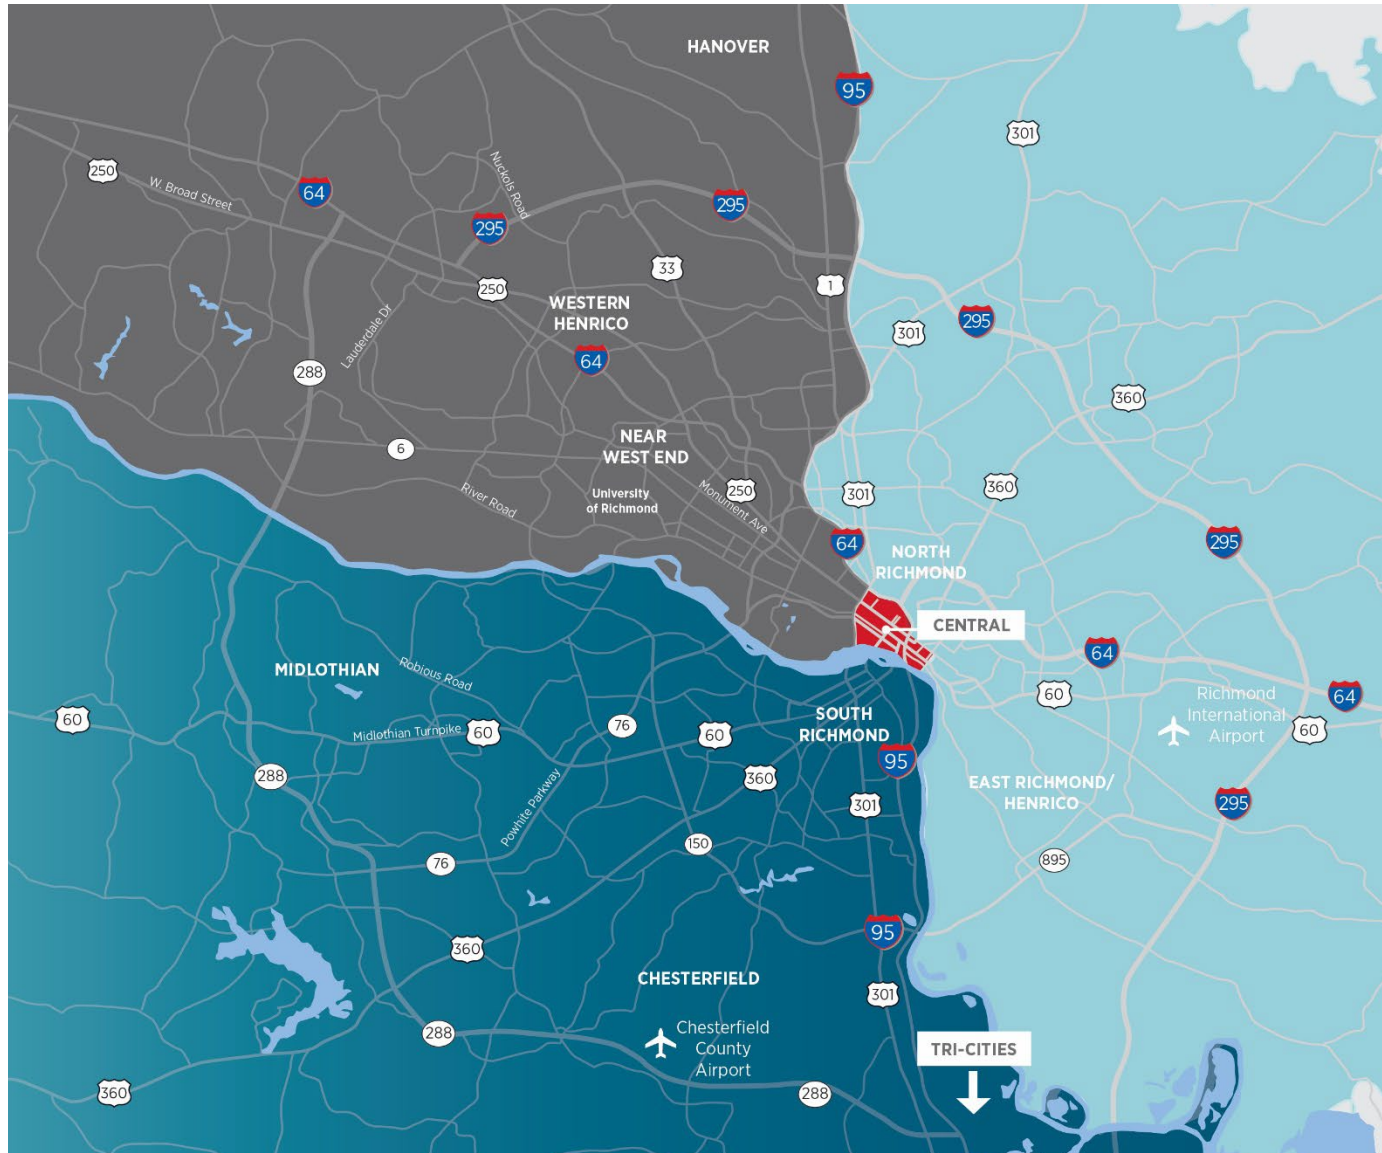 HANOVER
95
301
250
W. Broad Street
64
Nuckols Road
295
295
33
250
1
WESTERN
HENRICO
295
301
Lauderdale Dr
64
288
360
6
NEAR
WEST END
River Road
University
of Richmond
250
Monument Ave
301
360
64
295
NORTH
RICHMOND
CENTRAL
64
MIDLOTHIAN
Robious Road
60
Richmond
International
Airport
64
60
60
Midlothian Turnpike
60
76
60
SOUTH
RICHMOND
95
288
360
EAST RICHMOND/
HENRICO
301
295
Powhite Parkway
150
76
895
360
95
CHESTERFIELD
301
288
Chesterfield
County
Airport
TRI-CITIES
360
288